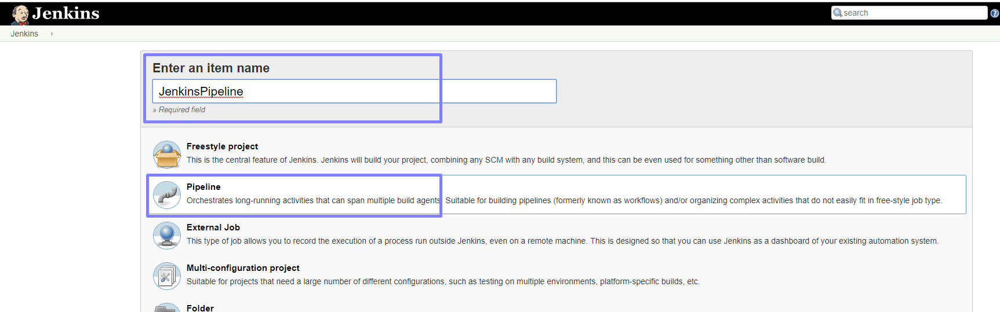 Jenkins
search
Jenkins
Enter an item name
JenkinsPipeline
» Required field
Freestyle project
This is the central feature of Jenkins. Jenkins will build your project, combining any SCM with any build system, and this can be even used for something other than software build.
Pipeline
Orchestrates long-running activities that can span multiple build agents. Suitable for building pipelines (formerly known as workflows) and/or organizing complex activities that do not easily fit in free-style job type.
External Job
This type of job allows you to record the execution of a process run outside Jenkins, even on a remote machine. This is designed so that you can use Jenkins as a dashboard of your existing automation system.
Multi-configuration project
Suitable for projects that need a large number of different configurations, such as testing on multiple environments, platform-specific builds, etc.
Folder